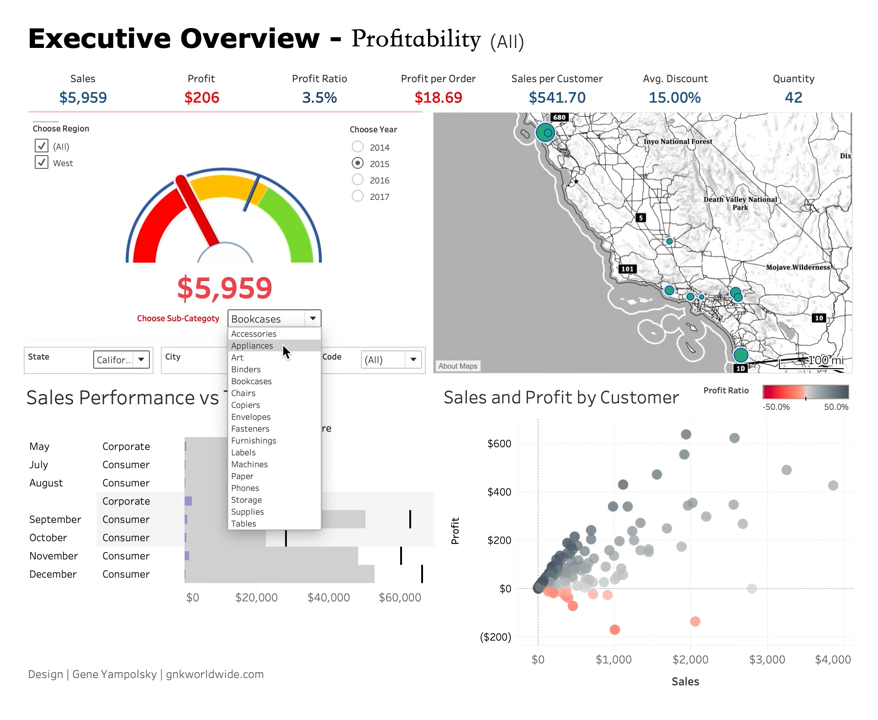 Executive Overview - Profitability (All)
Sales Profit Profit Ratio Profit per Order Sales per Customer Avg. Discount Quantity
$5,959 $206 3.5% $18.69 $541.70 15.00% 42
Choose Region
(All)
West
Choose Year
2014
2015
2016
2017
$5,959
Choose Sub-Categoty
Bookcases
Accessories
Appliances
Art
Binders
Bookcases
Chairs
Copiers
Envelopes
Fasteners
Furnishings
Labels
Machines
Paper
Phones
Storage
Supplies
Tables
State
Califor..
City
Code
(All)
680
Inyo National Forest
Dix
Death Valley National
Park
5
101
Mojave Wilderness
10
10
100 mi
About Maps
Sales Performance vs T
re
May Corporate
July Consumer
August Consumer
Corporate
September Consumer
October Consumer
November Consumer
December Consumer
$0 $20,000 $40,000 $60,000
Sales and Profit by Customer
Profit Ratio
-50.0% 50.0%
$600
$400
$200
$0
($200)
Profit
$0 $1,000 $2,000 $3,000 $4,000
Sales
Design | Gene Yampolsky | gnkworldwide.com